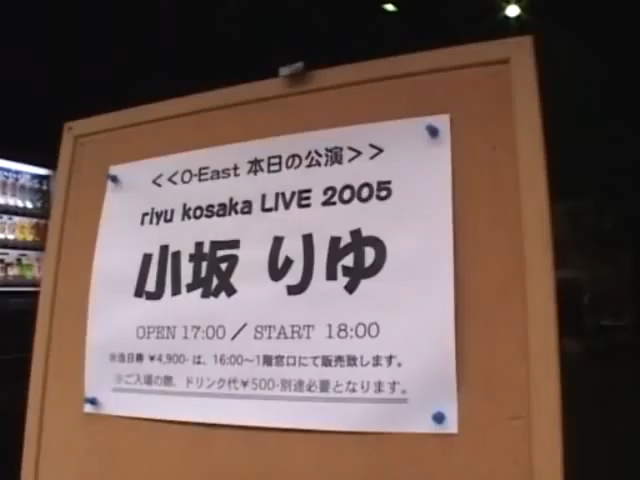 <<O-East 本日の公演>>
riyu kosaka LIVE 2005
小坂 りゆ
OPEN 17:00 / START 18:00
※当日券 ¥4,900- は、16:00～1階窓口にて販売致します。
※ご入場の際、ドリンク代¥500-別途必要となります。